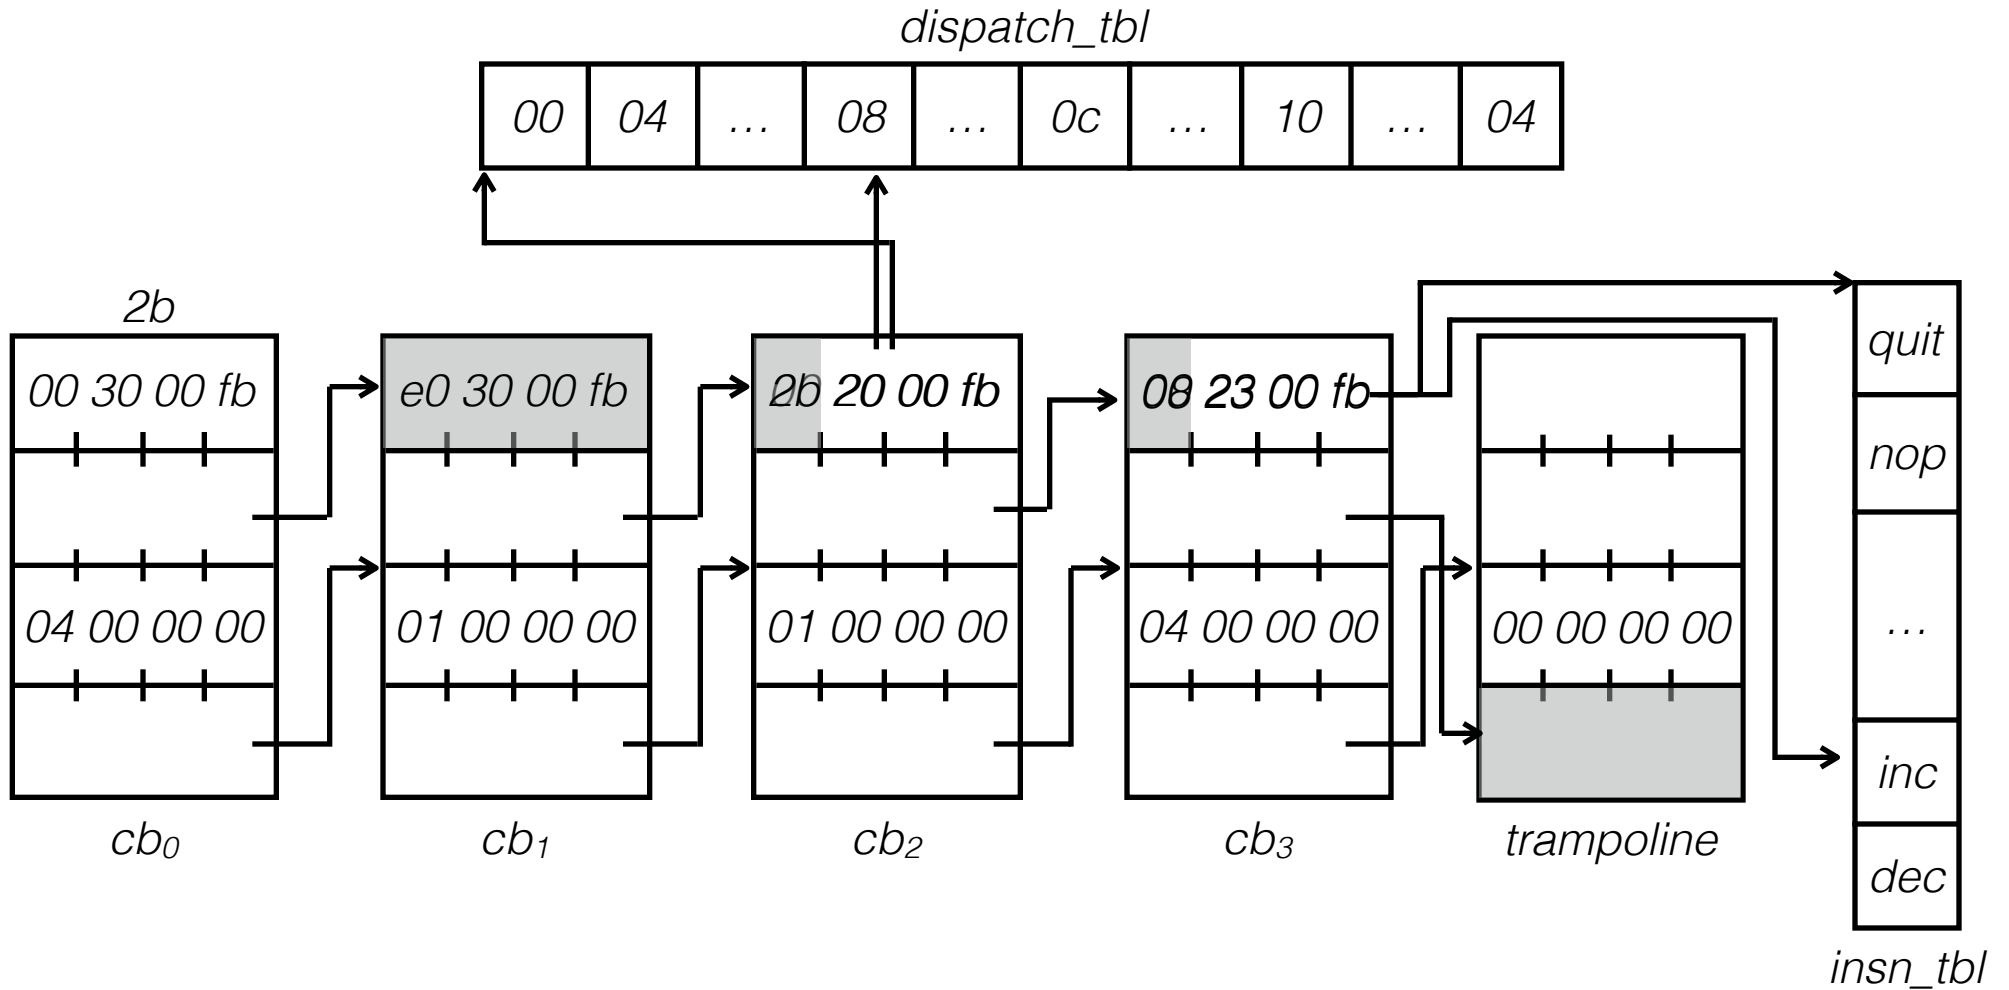 dispatch_tbl
00 04 ... 08 ... 0c ... 10 ... 04
2b
00 30 00 fb
04 00 00 00
cb0
e0 30 00 fb
01 00 00 00
cb1
2b 20 00 fb
01 00 00 00
cb2
08 23 00 fb
04 00 00 00
cb3
00 00 00 00
trampoline
quit
nop
...
inc
dec
insn_tbl